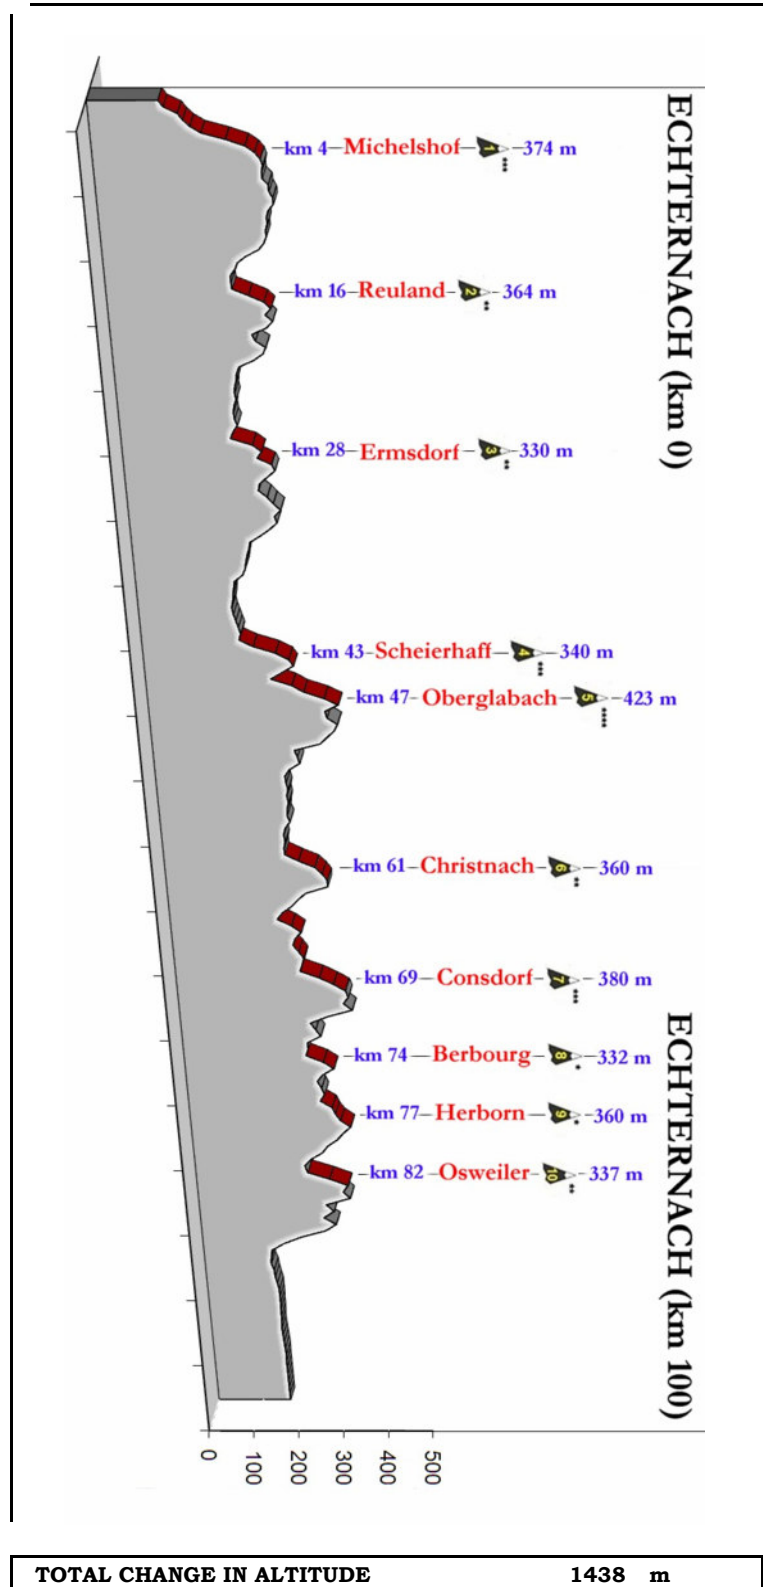 ECHTERNACH (km 0)
km 4 Michelshof 1 374 m
km 16 Reuland 2 364 m
km 28 Ermsdorf 3 330 m
km 43 Scheierhaff 4 340 m
km 47 Oberglabach 5 423 m
km 61 Christnach 6 360 m
km 69 Consdorf 7 380 m
km 74 Berbourg 8 332 m
km 77 Herborn 9 360 m
km 82 Osweiler 10 337 m
ECHTERNACH (km 100)
0 100 200 300 400 500
TOTAL CHANGE IN ALTITUDE 1438 m